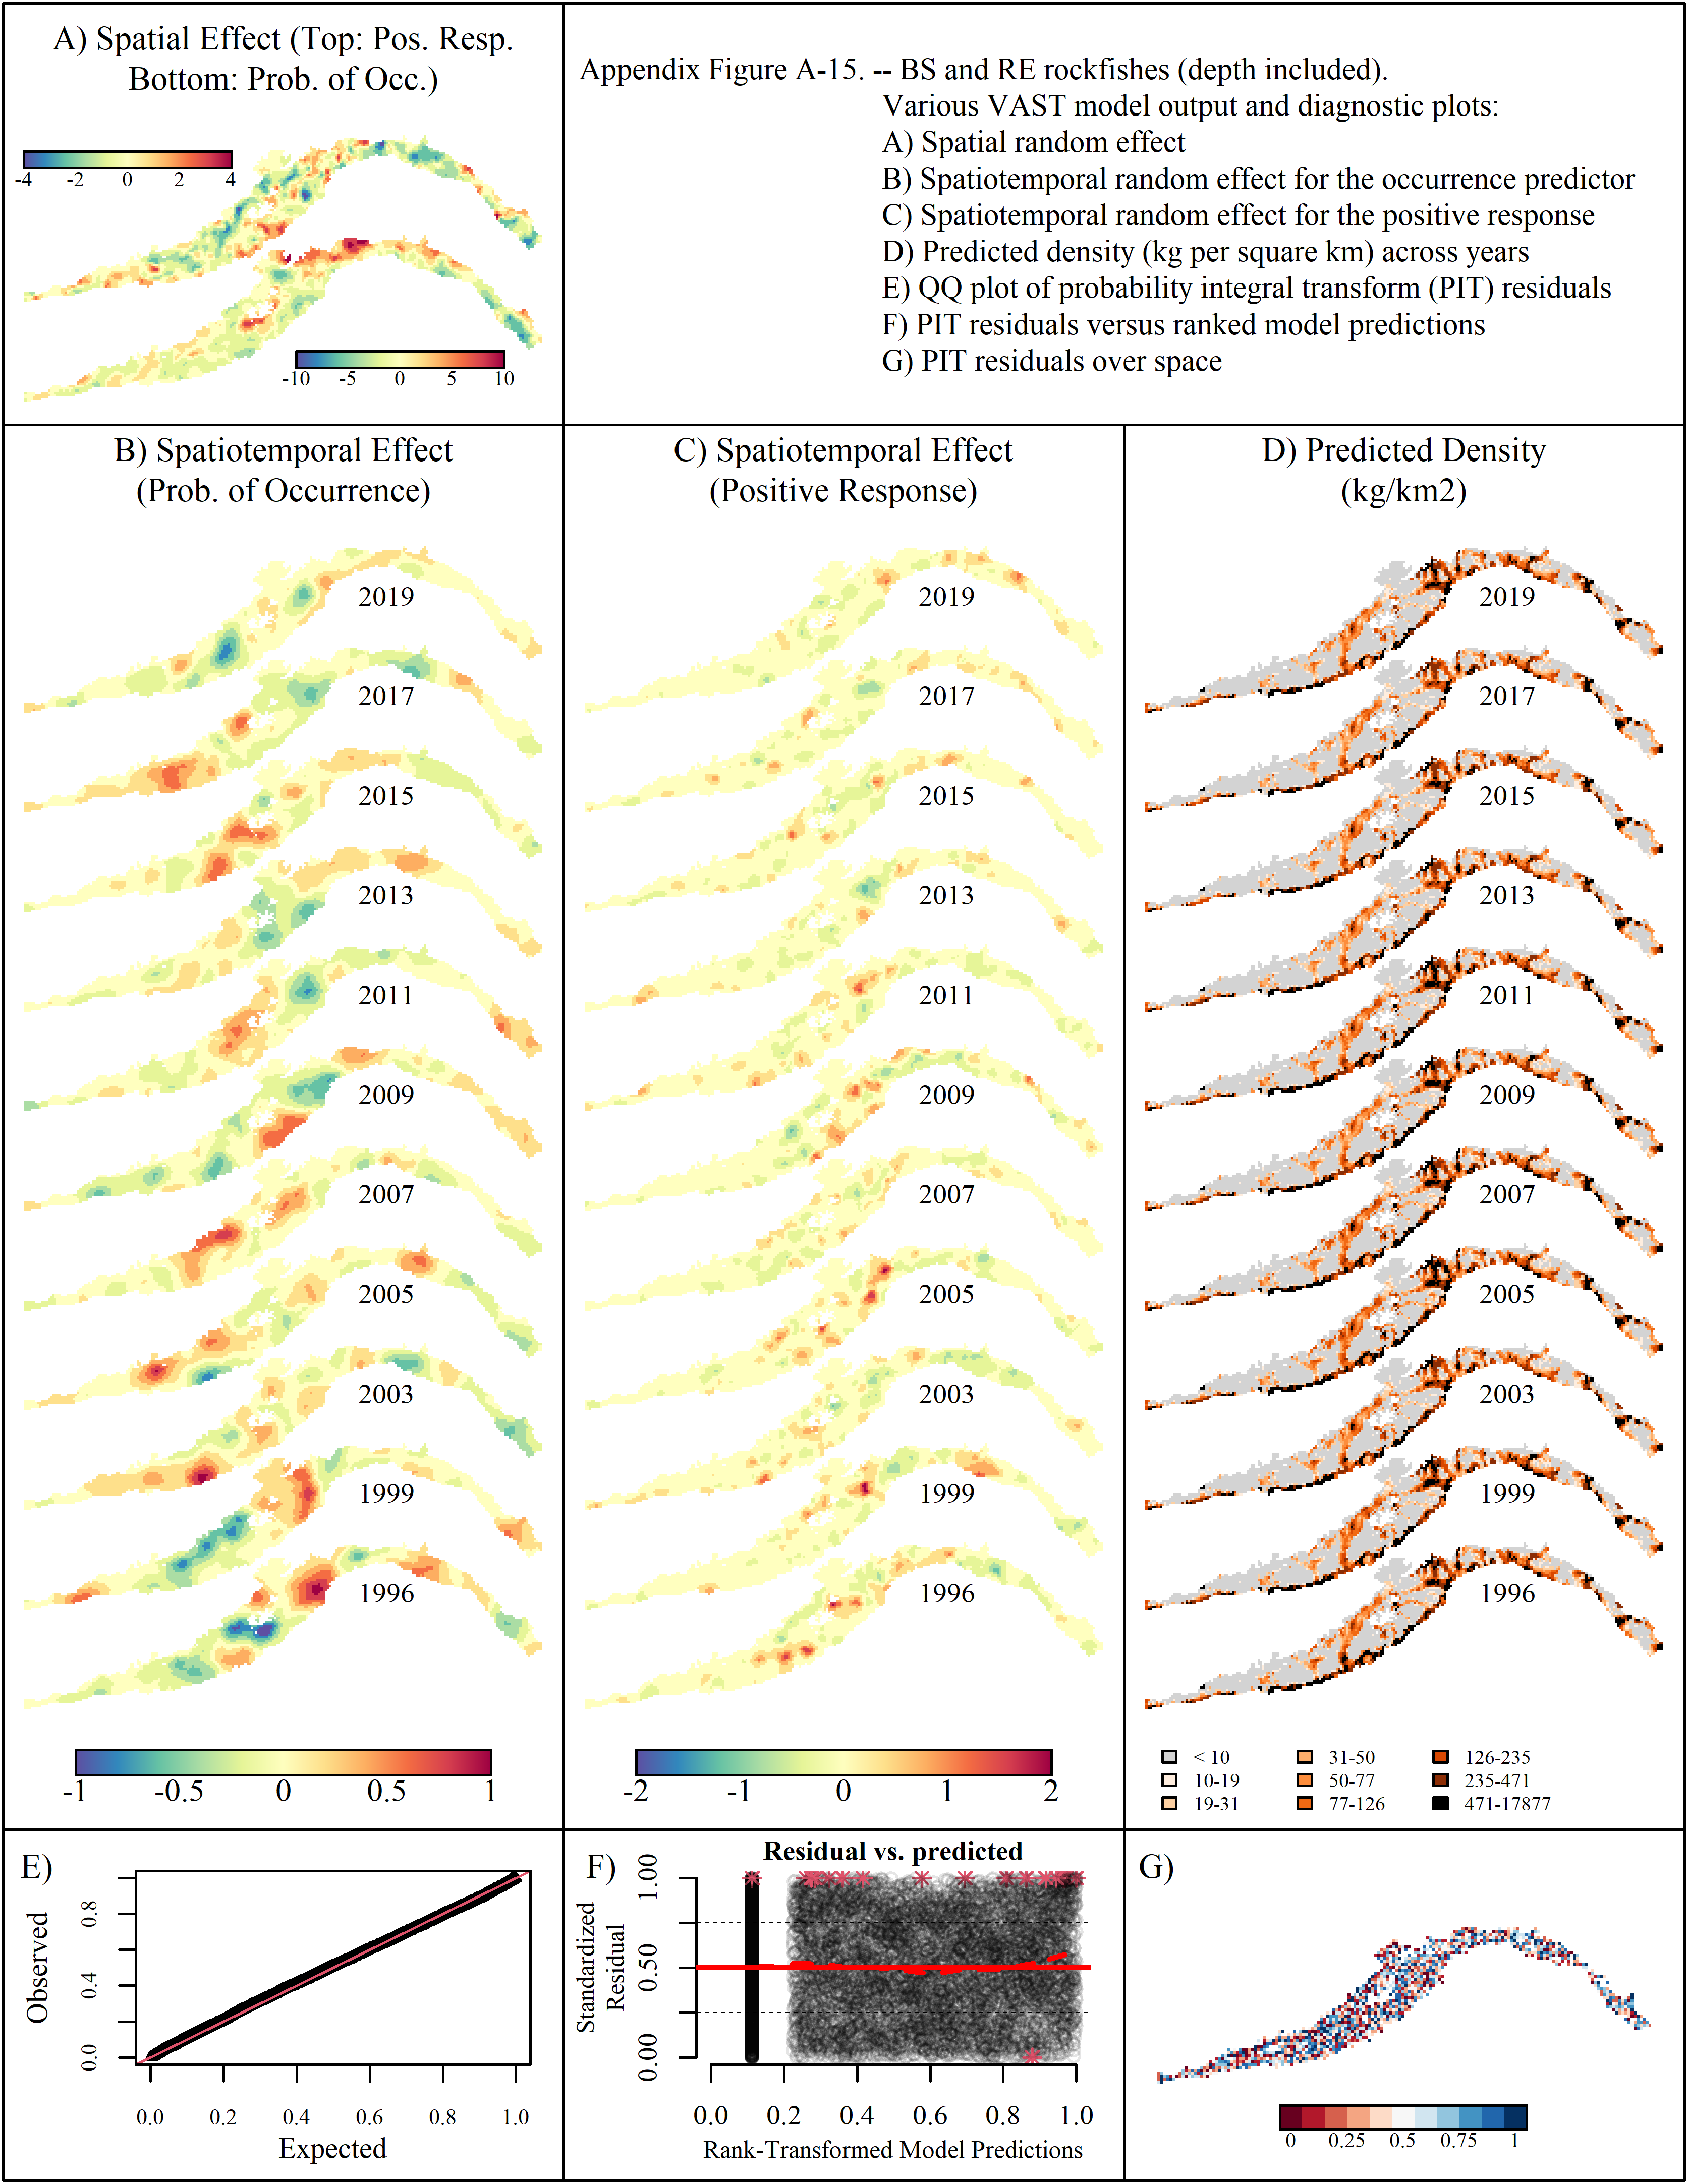 A) Spatial Effect (Top: Pos. Resp.
Bottom: Prob. of Occ.)
-4 -2 0 2 4
-10 -5 0 5 10
Appendix Figure A-15. -- BS and RE rockfishes (depth included).
Various VAST model output and diagnostic plots:
A) Spatial random effect
B) Spatiotemporal random effect for the occurrence predictor
C) Spatiotemporal random effect for the positive response
D) Predicted density (kg per square km) across years
E) QQ plot of probability integral transform (PIT) residuals
F) PIT residuals versus ranked model predictions
G) PIT residuals over space
B) Spatiotemporal Effect
(Prob. of Occurrence)
2019
2017
2015
2013
2011
2009
2007
2005
2003
1999
1996
-1 -0.5 0 0.5 1
C) Spatiotemporal Effect
(Positive Response)
2019
2017
2015
2013
2011
2009
2007
2005
2003
1999
1996
-2 -1 0 1 2
D) Predicted Density
(kg/km2)
2019
2017
2015
2013
2011
2009
2007
2005
2003
1999
1996
< 10 31-50 126-235
10-19 50-77 235-471
19-31 77-126 471-17877
E)
Observed
0.8
0.4
0.0
0.0 0.2 0.4 0.6 0.8 1.0
Expected
F)
Residual vs. predicted
Standardized
Residual
1.00
0.50
0.00
0.0 0.2 0.4 0.6 0.8 1.0
Rank-Transformed Model Predictions
G)
0 0.25 0.5 0.75 1